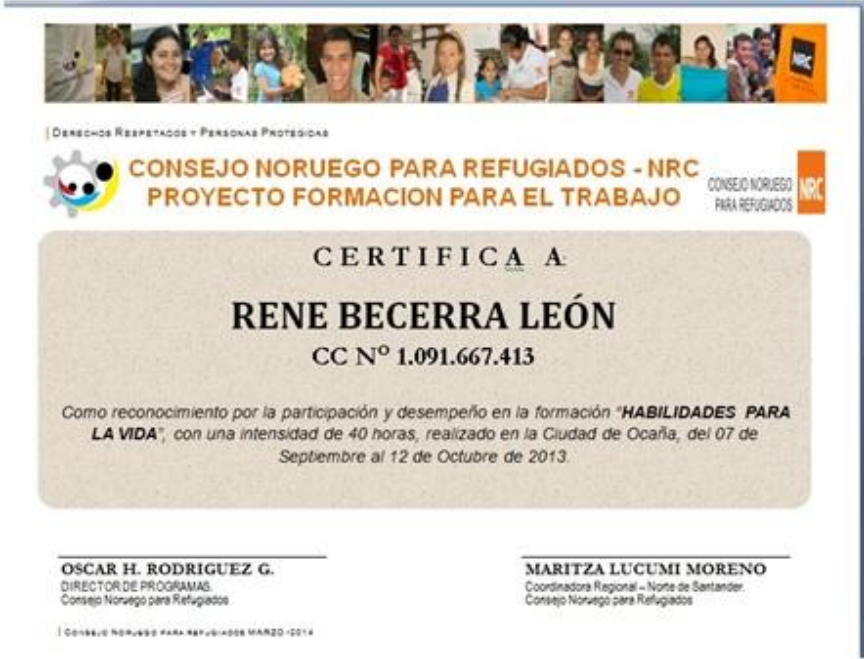 NRC
DERECHOS RESPETADOS Y PERSONAS PROTEGIDAS
CONSEJO NORUEGO PARA REFUGIADOS - NRC
PROYECTO FORMACION PARA EL TRABAJO
CONSEJO NORUEGO
PARA REFUGIADOS
NRC
CERTIFICA A:
RENE BECERRA LEÓN
CC Nº 1.091.667.413
Como reconocimiento por la participación y desempeño en la formación "HABILIDADES PARA
LA VIDA", con una intensidad de 40 horas, realizado en la Ciudad de Ocaña, del 07 de
Septiembre al 12 de Octubre de 2013.
OSCAR H. RODRIGUEZ G.
DIRECTOR DE PROGRAMAS.
Consejo Noruego para Refugiados
MARITZA LUCUMI MORENO
Coordinadora Regional – Norte de Santander.
Consejo Noruego para Refugiados
CONSEJO NORUEGO PARA REFUGIADOS MARZO -2014